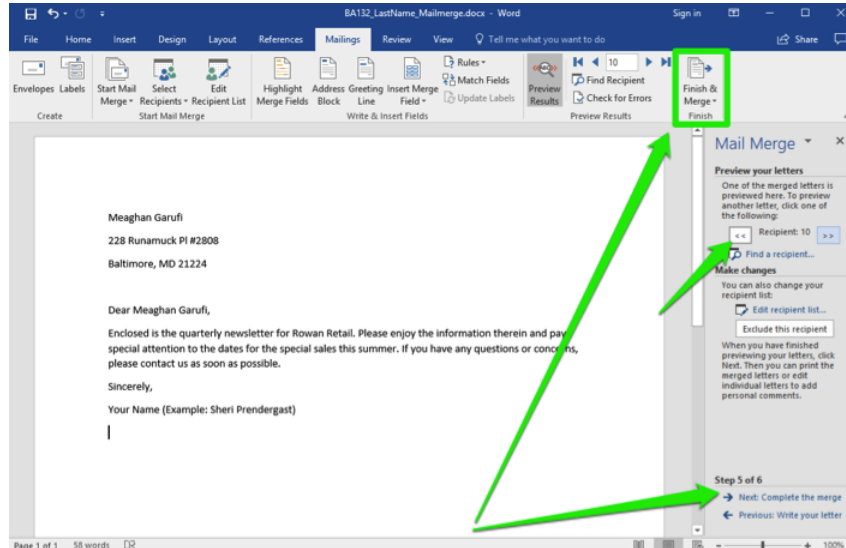 BA132_LastName_Mailmerge.docx - Word
Sign in
File Home Insert Design Layout References Mailings Review View Tell me what you want to do Share
Envelopes Labels
Create
Start Mail Merge Select Recipients Edit Recipient List
Start Mail Merge
Highlight Merge Fields Address Block Greeting Line Insert Merge Field
Rules
Match Fields
Update Labels
Write & Insert Fields
Preview Results
10
Find Recipient
Check for Errors
Preview Results
Finish & Merge
Finish
Meaghan Garufi
228 Runamuck Pl #2808
Baltimore, MD 21224
Dear Meaghan Garufi,
Enclosed is the quarterly newsletter for Rowan Retail. Please enjoy the information therein and pay
special attention to the dates for the special sales this summer. If you have any questions or concerns,
please contact us as soon as possible.
Sincerely,
Your Name (Example: Sheri Prendergast)
Mail Merge
Preview your letters
One of the merged letters is
previewed here. To preview
another letter, click one of
the following:
<< Recipient: 10 >>
Find a recipient...
Make changes
You can also change your
recipient list:
Edit recipient list...
Exclude this recipient
When you have finished
previewing your letters, click
Next. Then you can print the
merged letters or edit
individual letters to add
personal comments.
Step 5 of 6
Next: Complete the merge
Previous: Write your letter
Page 1 of 1 58 words
100%